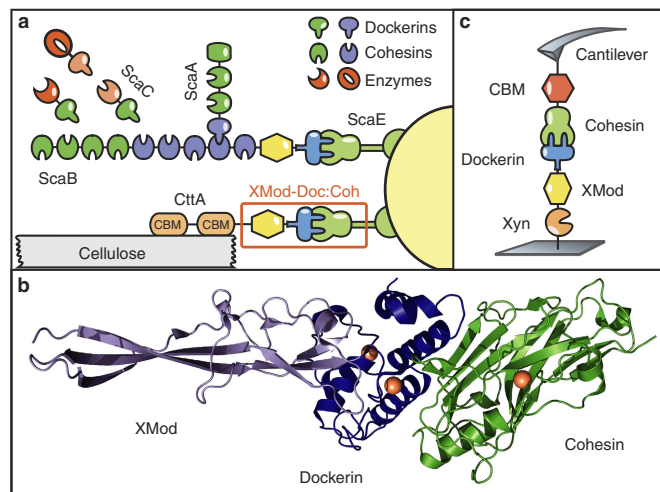 a
Dockerins
Cohesins
Enzymes
ScaC
ScaA
ScaE
ScaB
CttA
XMod-Doc:Coh
CBM
CBM
Cellulose
c
Cantilever
CBM
Cohesin
Dockerin
XMod
Xyn
b
XMod
Dockerin
Cohesin